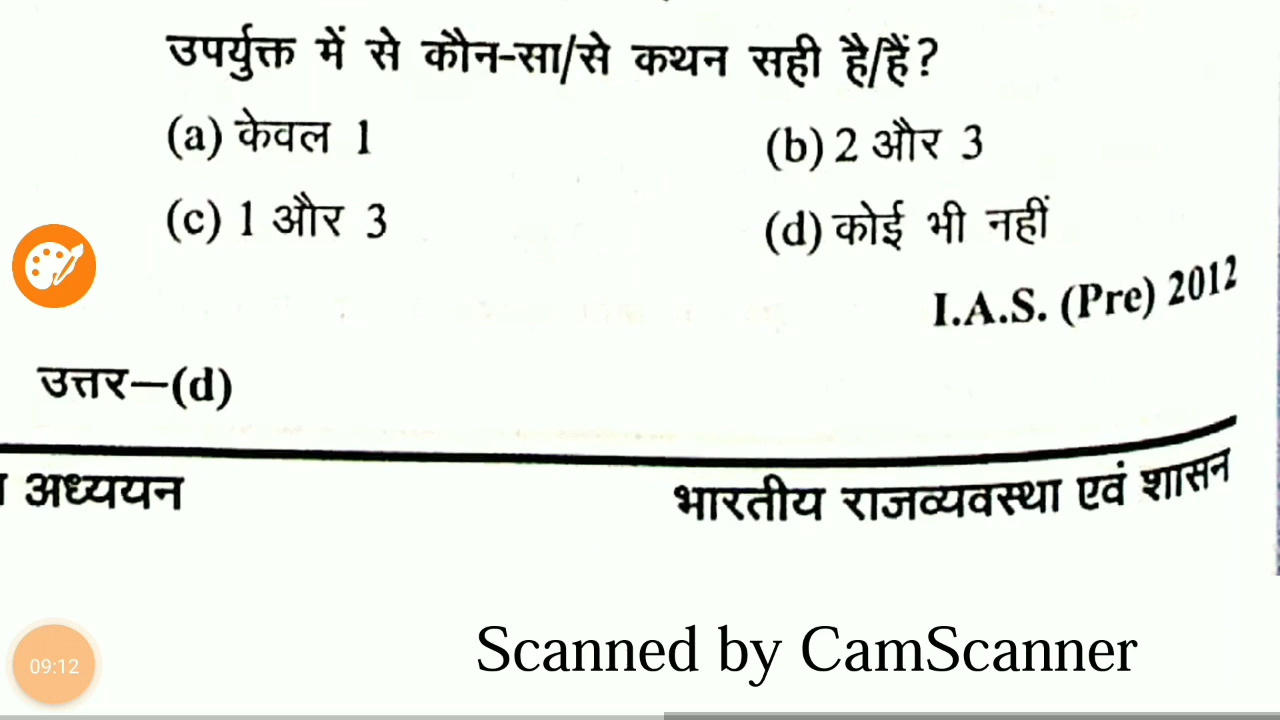 उपर्युक्त में से कौन-सा/से कथन सही है/हैं?
(a) केवल 1
(b) 2 और 3
(c) 1 और 3
(d) कोई भी नहीं
I.A.S. (Pre) 2012
उत्तर—(d)
अध्ययन
भारतीय राजव्यवस्था एवं शासन
Scanned by CamScanner
09:12